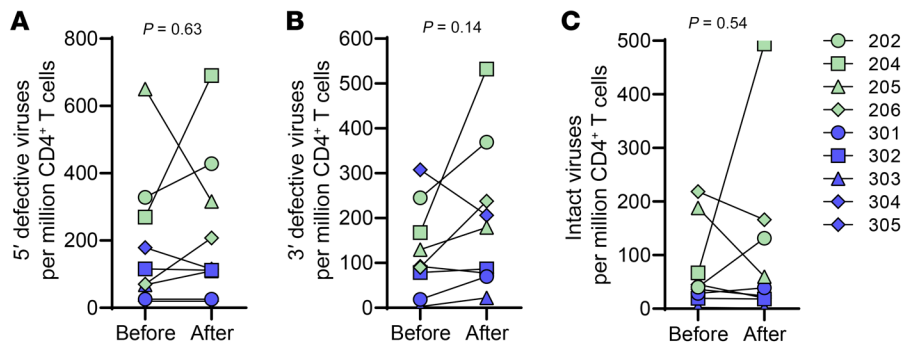 A
P = 0.63
5′ defective viruses
per million CD4⁺ T cells
800
600
400
200
0
Before After
B
P = 0.14
3′ defective viruses
per million CD4⁺ T cells
600
500
400
300
200
100
0
Before After
C
P = 0.54
Intact viruses
per million CD4⁺ T cells
500
400
300
200
100
0
Before After
202
204
205
206
301
302
303
304
305